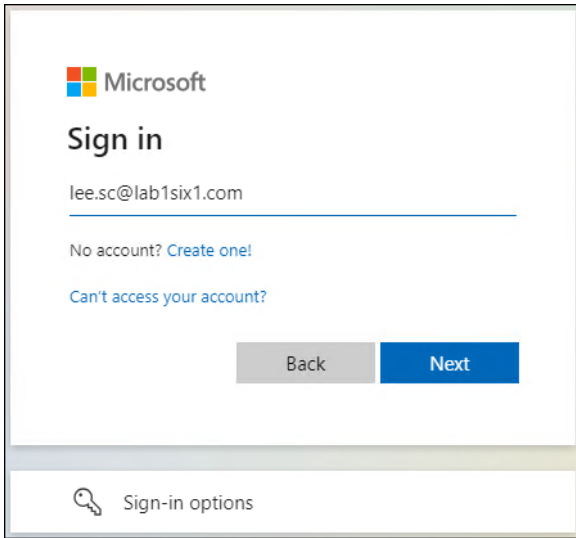 Microsoft
Sign in
lee.sc@lab1six1.com
No account? Create one!
Can't access your account?
Back Next
Sign-in options